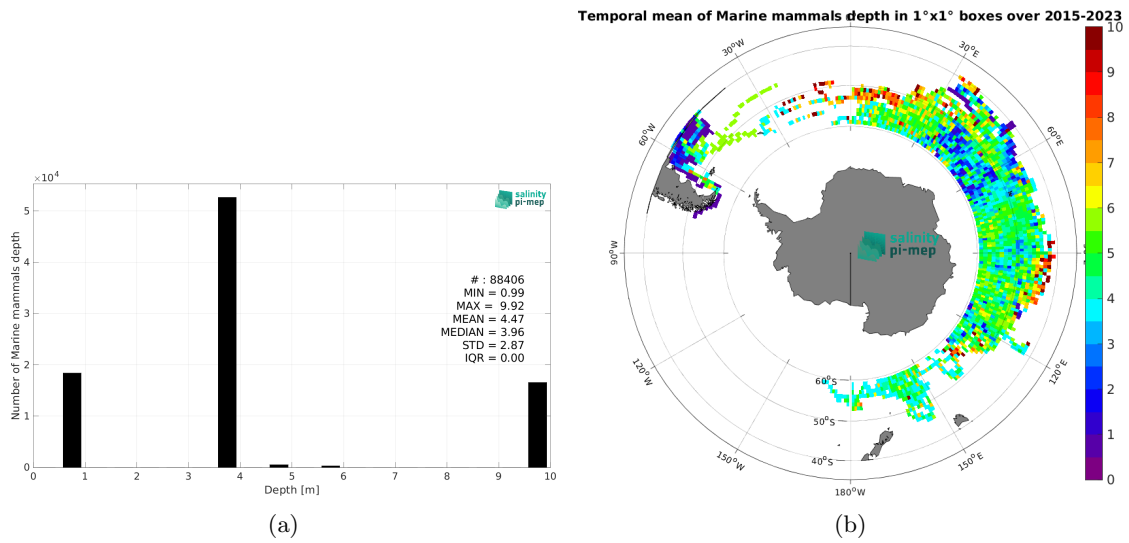 Temporal mean of Marine mammals depth in 1°x1° boxes over 2015-2023
×10⁴
5
4
3
2
1
0
Number of Marine mammals depth
salinity
pi-mep
# : 88406
MIN = 0.99
MAX = 9.92
MEAN = 4.47
MEDIAN = 3.96
STD = 2.87
IQR = 0.00
0 1 2 3 4 5 6 7 8 9 10
Depth [m]
(a)
30°W
30°E
60°W
60°E
90°W
120°W
120°E
150°W
150°E
180°W
60°S
50°S
40°S
salinity
pi-mep
10
9
8
7
6
5
4
3
2
1
0
(b)